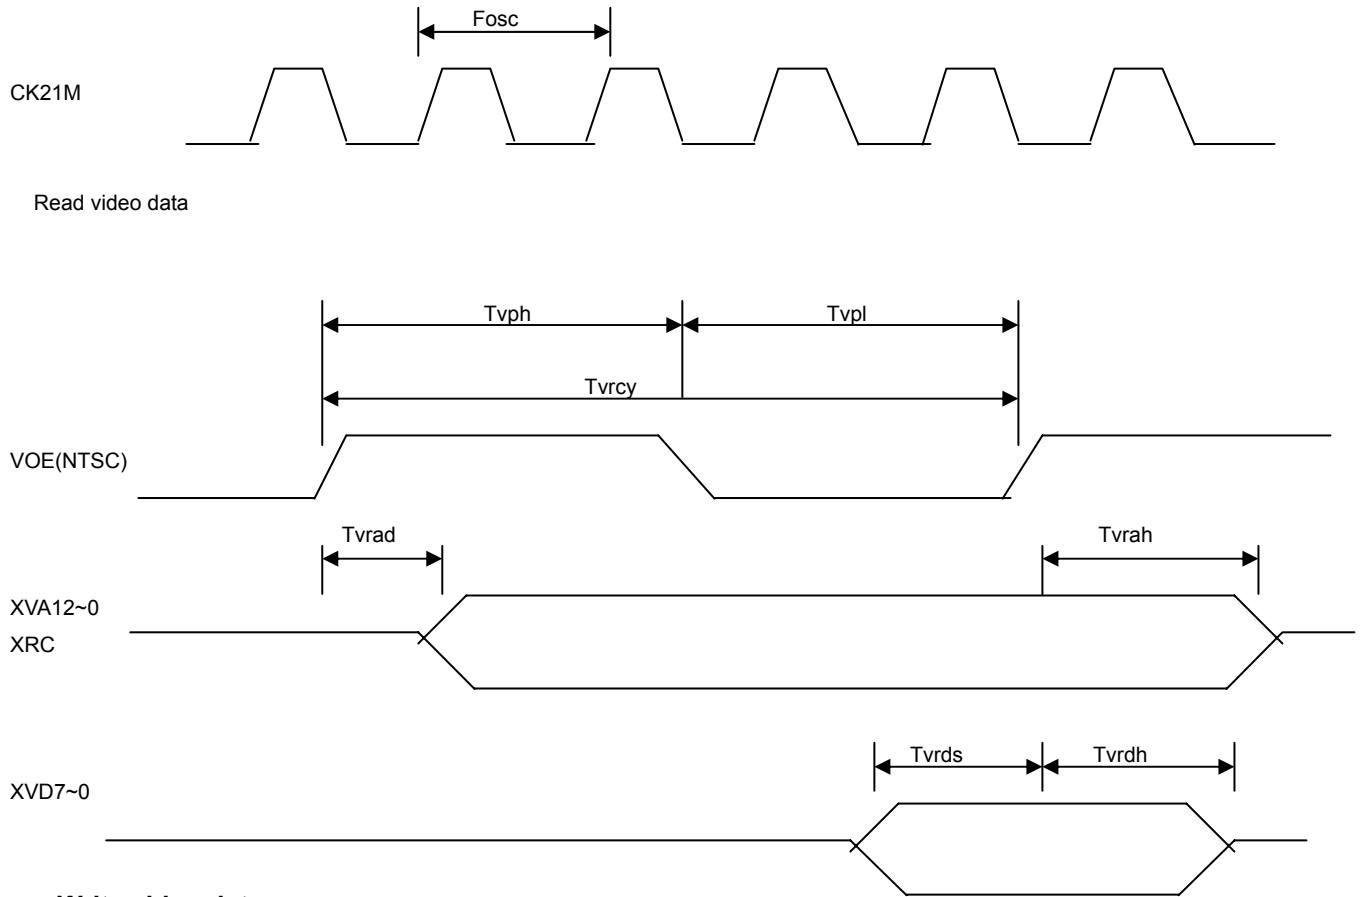 Fosc
CK21M
Read video data
Tvph
Tvpl
Tvrcy
VOE(NTSC)
Tvrad
Tvrah
XVA12~0
XRC
Tvrds
Tvrdh
XVD7~0